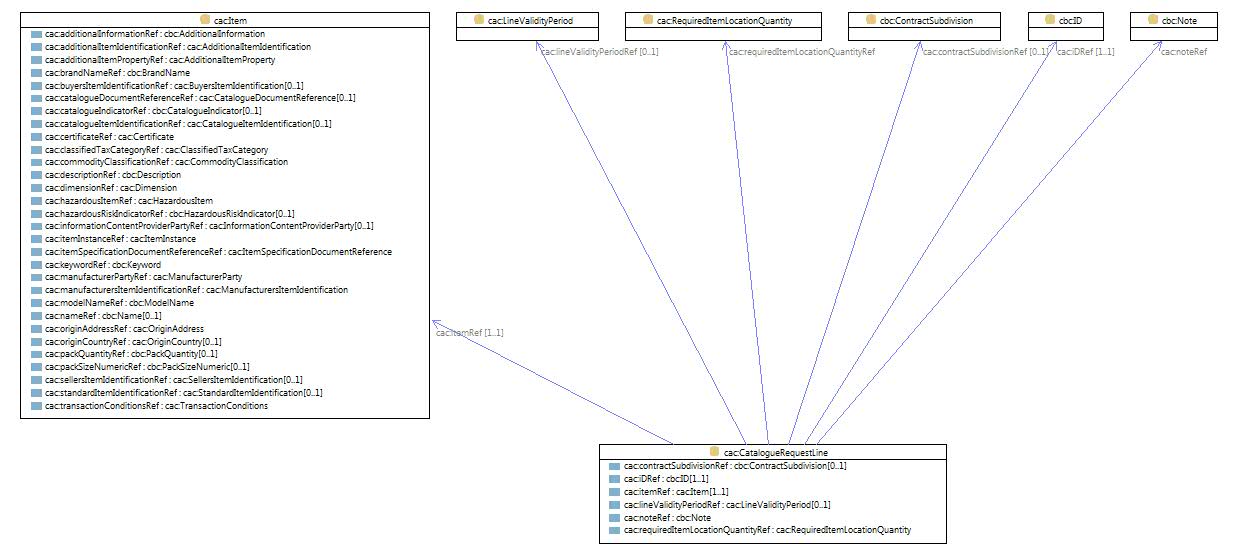 cac:Item
cac:additionalInformationRef : cbc:AdditionalInformation
cac:additionalItemIdentificationRef : cac:AdditionalItemIdentification
cac:additionalItemPropertyRef : cac:AdditionalItemProperty
cac:brandNameRef : cbc:BrandName
cac:buyersItemIdentificationRef : cac:BuyersItemIdentification[0..1]
cac:catalogueDocumentReferenceRef : cac:CatalogueDocumentReference[0..1]
cac:catalogueIndicatorRef : cbc:CatalogueIndicator[0..1]
cac:catalogueItemIdentificationRef : cac:CatalogueItemIdentification[0..1]
cac:certificateRef : cac:Certificate
cac:classifiedTaxCategoryRef : cac:ClassifiedTaxCategory
cac:commodityClassificationRef : cac:CommodityClassification
cac:descriptionRef : cbc:Description
cac:dimensionRef : cac:Dimension
cac:hazardousItemRef : cac:HazardousItem
cac:hazardousRiskIndicatorRef : cbc:HazardousRiskIndicator[0..1]
cac:informationContentProviderPartyRef : cac:InformationContentProviderParty[0..1]
cac:itemInstanceRef : cac:ItemInstance
cac:itemSpecificationDocumentReferenceRef : cac:ItemSpecificationDocumentReference
cac:keywordRef : cbc:Keyword
cac:manufacturerPartyRef : cac:ManufacturerParty
cac:manufacturersItemIdentificationRef : cac:ManufacturersItemIdentification
cac:modelNameRef : cbc:ModelName
cac:nameRef : cbc:Name[0..1]
cac:originAddressRef : cac:OriginAddress
cac:originCountryRef : cac:OriginCountry[0..1]
cac:packQuantityRef : cbc:PackQuantity[0..1]
cac:packSizeNumericRef : cbc:PackSizeNumeric[0..1]
cac:sellersItemIdentificationRef : cac:SellersItemIdentification[0..1]
cac:standardItemIdentificationRef : cac:StandardItemIdentification[0..1]
cac:transactionConditionsRef : cac:TransactionConditions
cac:LineValidityPeriod
cac:RequiredItemLocationQuantity
cbc:ContractSubdivision
cbc:ID
cbc:Note
cac:lineValidityPeriodRef [0..1]
cac:requiredItemLocationQuantityRef
cac:contractSubdivisionRef [0..1]
cac:iDRef [1..1]
cac:noteRef
cac:itemRef [1..1]
cac:CatalogueRequestLine
cac:contractSubdivisionRef : cbc:ContractSubdivision[0..1]
cac:iDRef : cbc:ID[1..1]
cac:itemRef : cac:Item[1..1]
cac:lineValidityPeriodRef : cac:LineValidityPeriod[0..1]
cac:noteRef : cbc:Note
cac:requiredItemLocationQuantityRef : cac:RequiredItemLocationQuantity